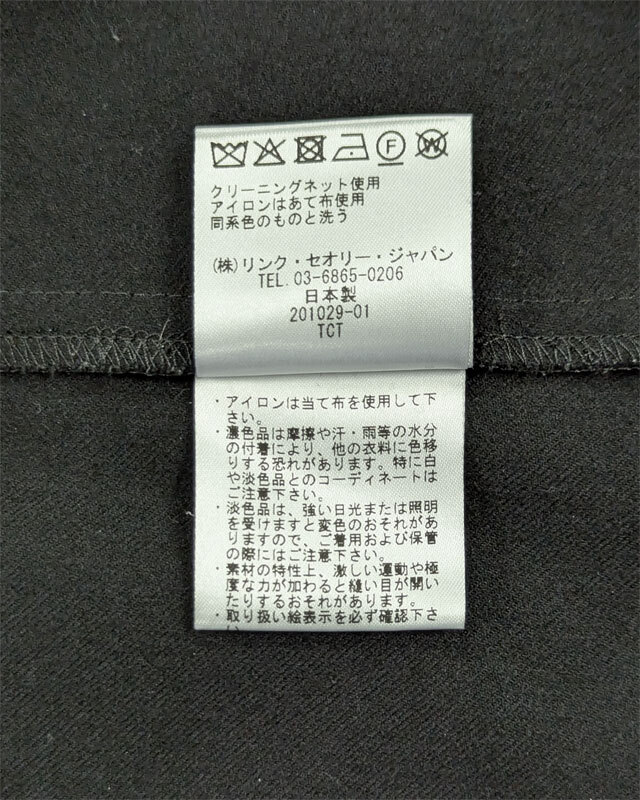 F W
クリーニングネット使用
アイロンはあて布使用
同系色のものと洗う
(株)リンク・セオリー・ジャパン
TEL.03-6865-0206
日本製
201029-01
TCT
・アイロンは当て布を使用して下
さい。
・濃色品は摩擦や汗・雨等の水分
の付着により、他の衣料に色移
りする恐れがあります。特に白
や淡色品とのコーディネートは
ご注意下さい。
・淡色品は、強い日光または照明
を受けますと変色のおそれがあ
りますので、ご着用および保管
の際にはご注意下さい。
・素材の特性上、激しい運動や極
度な力が加わると縫い目が開い
たりするおそれがあります。
・取り扱い絵表示を必ず確認下さ
い